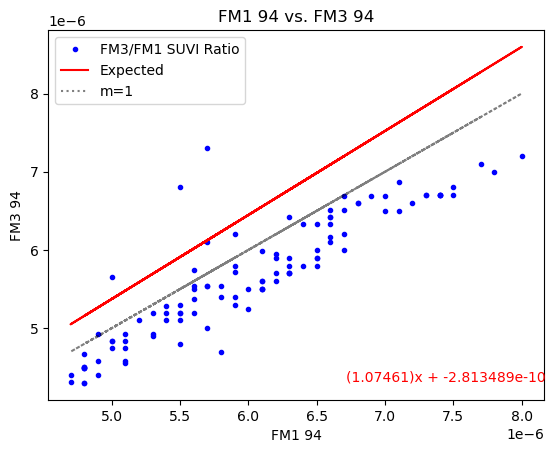 FM1 94 vs. FM3 94
1e−6
FM3/FM1 SUVI Ratio
Expected
m=1
8
7
6
5
FM3 94
(1.07461)x + -2.813489e-10
5.0 5.5 6.0 6.5 7.0 7.5 8.0
FM1 94
1e−6